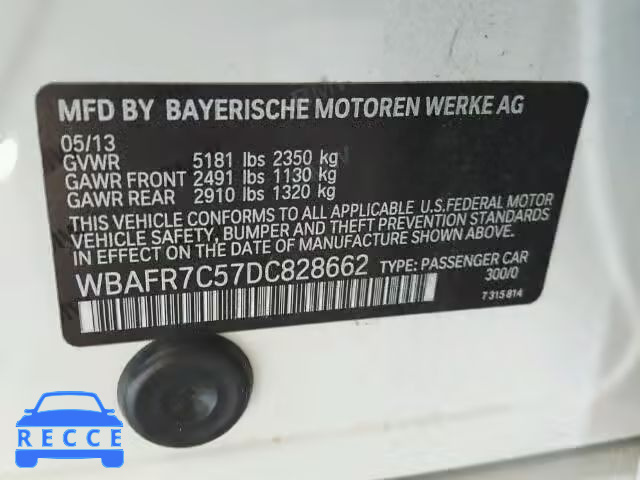 MFD BY BAYERISCHE MOTOREN WERKE AG
05/13
GVWR 5181 lbs 2350 kg
GAWR FRONT 2491 lbs 1130 kg
GAWR REAR 2910 lbs 1320 kg
THIS VEHICLE CONFORMS TO ALL APPLICABLE U.S.FEDERAL MOTOR
VEHICLE SAFETY, BUMPER AND THEFT PREVENTION STANDARDS
IN EFFECT ON THE DATE OF MANUFACTURE SHOWN ABOVE.
WBAFR7C57DC828662 TYPE: PASSENGER CAR
300/0
7315814
RECCE